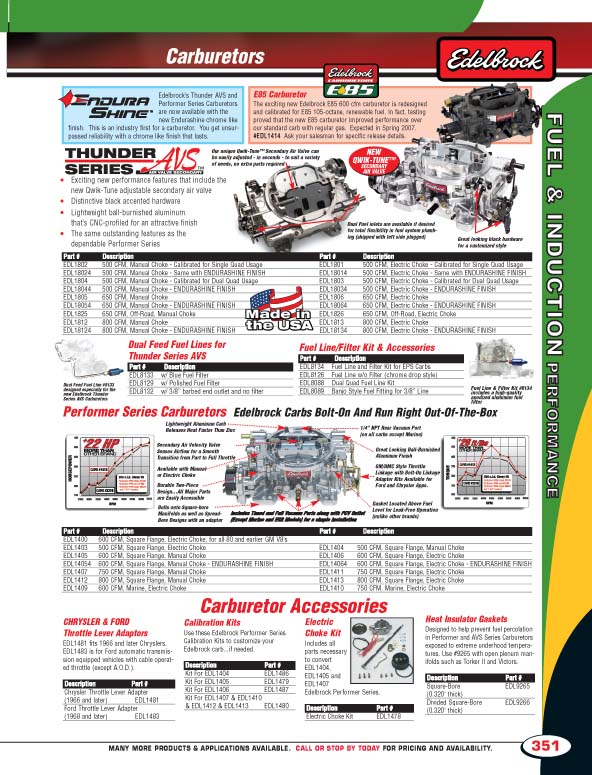 Carburetors
Edelbrock
Edelbrock
CARBURETORS
E85
ENDURA
SHINE
Edelbrock's Thunder AVS and
Performer Series Carburetors
are now available with the
new Endurashine chrome like
finish. This is an industry first for a carburetor. You get unsur-
passed reliability with a chrome like finish that lasts.
E85 Carburetor
The exciting new Edelbrock E85 600 cfm carburetor is redesigned
and calibrated for E85 105-octane, renewable fuel. In fact, testing
proved that the new E85 carburetor improved performance over
our standard carb with regular gas. Expected in Spring 2007.
#EDL1414 Ask your salesman for specific release details.
FUEL & INDUCTION PERFORMANCE
THUNDER
SERIES AVS
AIR VALVE SECONDARY
• Exciting new performance features that include the
new Qwik-Tune adjustable secondary air valve
• Distinctive black accented hardware
• Lightweight ball-burnished aluminum
that's CNC-profiled for an attractive finish
• The same outstanding features as the
dependable Performer Series
Our unique Qwik-Tune™ Secondary Air Valve can
be easily adjusted - in seconds - to suit a variety
of needs, no extra parts required
NEW
QWIK-TUNE™
SECONDARY
AIR VALVE
Dual Fuel inlets are available if desired
for total flexibility in fuel system plumb-
ing (shipped with left side plugged)
Great looking black hardware
for a customized style
Part # Description
EDL1802 500 CFM, Manual Choke - Calibrated for Single Quad Usage
EDL18024 500 CFM, Manual Choke - Same with ENDURASHINE FINISH
EDL1804 500 CFM, Manual Choke - Calibrated for Dual Quad Usage
EDL18044 500 CFM, Manual Choke - ENDURASHINE FINISH
EDL1805 650 CFM, Manual Choke
EDL18054 650 CFM, Manual Choke - ENDURASHINE FINISH
EDL1825 650 CFM, Off-Road, Manual Choke
EDL1812 800 CFM, Manual Choke
EDL18124 800 CFM, Manual Choke - ENDURASHINE FINISH
Made in
the USA
Part # Description
EDL1801 500 CFM, Electric Choke - Calibrated for Single Quad Usage
EDL18014 500 CFM, Electric Choke - Same with ENDURASHINE FINISH
EDL1803 500 CFM, Electric Choke - Calibrated for Dual Quad Usage
EDL18034 500 CFM, Electric Choke - ENDURASHINE FINISH
EDL1806 650 CFM, Electric Choke
EDL18064 650 CFM, Electric Choke - ENDURASHINE FINISH
EDL1826 650 CFM, Off-Road, Electric Choke
EDL1813 800 CFM, Electric Choke
EDL18134 800 CFM, Electric Choke - ENDURASHINE FINISH
Dual Feed Fuel Line #8133
designed especially for the
new Edelbrock Thunder
Series AVS Carburetors
Dual Feed Fuel Lines for
Thunder Series AVS
Part # Description
EDL8133 w/ Blue Fuel Filter
EDL8129 w/ Polished Fuel Filter
EDL8132 w/ 3/8" barbed end outlet and no filter
Fuel Line/Filter Kit & Accessories
Part # Description
EDL8134 Fuel Line and Filter Kit for EPS Carbs
EDL8126 Fuel Line w/o Filter (chrome drop style)
EDL8088 Dual Quad Fuel Line Kit
EDL8089 Banjo Style Fuel Fitting for 3/8" Line
Fuel Line & Filter Kit #8134
includes a high-quality
anodized aluminum fuel
filter
Performer Series Carburetors Edelbrock Carbs Bolt-On And Run Right Out-Of-The-Box
+22 HP
MORE THAN
OTHER BRAND
Lightweight Aluminum Carb
Releases Heat Faster Than Zinc
Secondary Air Velocity Valve
Senses Airflow for a Smooth
Transition from Part to Full Throttle
Available with Manual
or Electric Choke
Durable Two-Piece
Design...All Major Parts
are Easily Accessible
Bolts onto Square-bore
Manifolds as well as Spread-
Bore Designs with an adapter
Includes Timed and Full Vacuum Ports along with PCV Outlet
(Except Marine and EGR Models) for a simple installation
1/4" NPT Rear Vacuum Port
(on all carbs except Marine)
Great Looking Ball-Burnished
Aluminum Finish
GM/AMC Style Throttle
Linkage with Bolt-On Linkage
Adapter Kits Available for
Ford and Chrysler Apps.
Gasket Located Above Fuel
Level for Leak-Free Operation
(unlike other brands)
Part # Description
EDL1400 600 CFM, Square Flange, Electric Choke, for all 80 and earlier GM V8's
EDL1403 500 CFM, Square Flange, Electric Choke
EDL1405 600 CFM, Square Flange, Manual Choke
EDL14054 600 CFM, Square Flange, Manual Choke - ENDURASHINE FINISH
EDL1407 750 CFM, Square Flange, Manual Choke
EDL1412 800 CFM, Square Flange, Manual Choke
EDL1409 600 CFM, Marine, Electric Choke
Part # Description
EDL1404 500 CFM, Square Flange, Manual Choke
EDL1406 600 CFM, Square Flange, Electric Choke
EDL14064 600 CFM, Square Flange, Electric Choke - ENDURASHINE FINISH
EDL1411 750 CFM, Square Flange, Electric Choke
EDL1413 800 CFM, Square Flange, Electric Choke
EDL1410 750 CFM, Marine, Electric Choke
Carburetor Accessories
CHRYSLER & FORD
Throttle Lever Adaptors
EDL1481 fits 1966 and later Chryslers.
EDL1483 is for Ford automatic transmis-
sion equipped vehicles with cable operat-
ed throttle (except A.O.D.).
Description Part #
Chrysler Throttle Lever Adapter
(1966 and later) EDL1481
Ford Throttle Lever Adapter
(1968 and later) EDL1483
Calibration Kits
Use these Edelbrock Performer Series
Calibration Kits to customize your
Edelbrock carb...if needed.
Description Part #
Kit For EDL1404 EDL1486
Kit For EDL1405 EDL1479
Kit For EDL1406 EDL1487
Kit For EDL1407 & EDL1410
& EDL1412 & EDL1413 EDL1480
Electric
Choke Kit
Includes all
parts necessary
to convert
EDL1404,
EDL1405 and
EDL1407
Edelbrock Performer Series.
Description Part #
Electric Choke Kit EDL1478
Heat Insulator Gaskets
Designed to help prevent fuel percolation
in Performer and AVS Series Carburetors
exposed to extreme underhood tempera-
tures. Use #9265 with open plenum man-
ifolds such as Torker II and Victors.
Description Part #
Square-Bore EDL9265
(0.320" thick)
Divided Square-Bore EDL9266
(0.320" thick)
MANY MORE PRODUCTS & APPLICATIONS AVAILABLE. CALL OR STOP BY TODAY FOR PRICING AND AVAILABILITY.
351